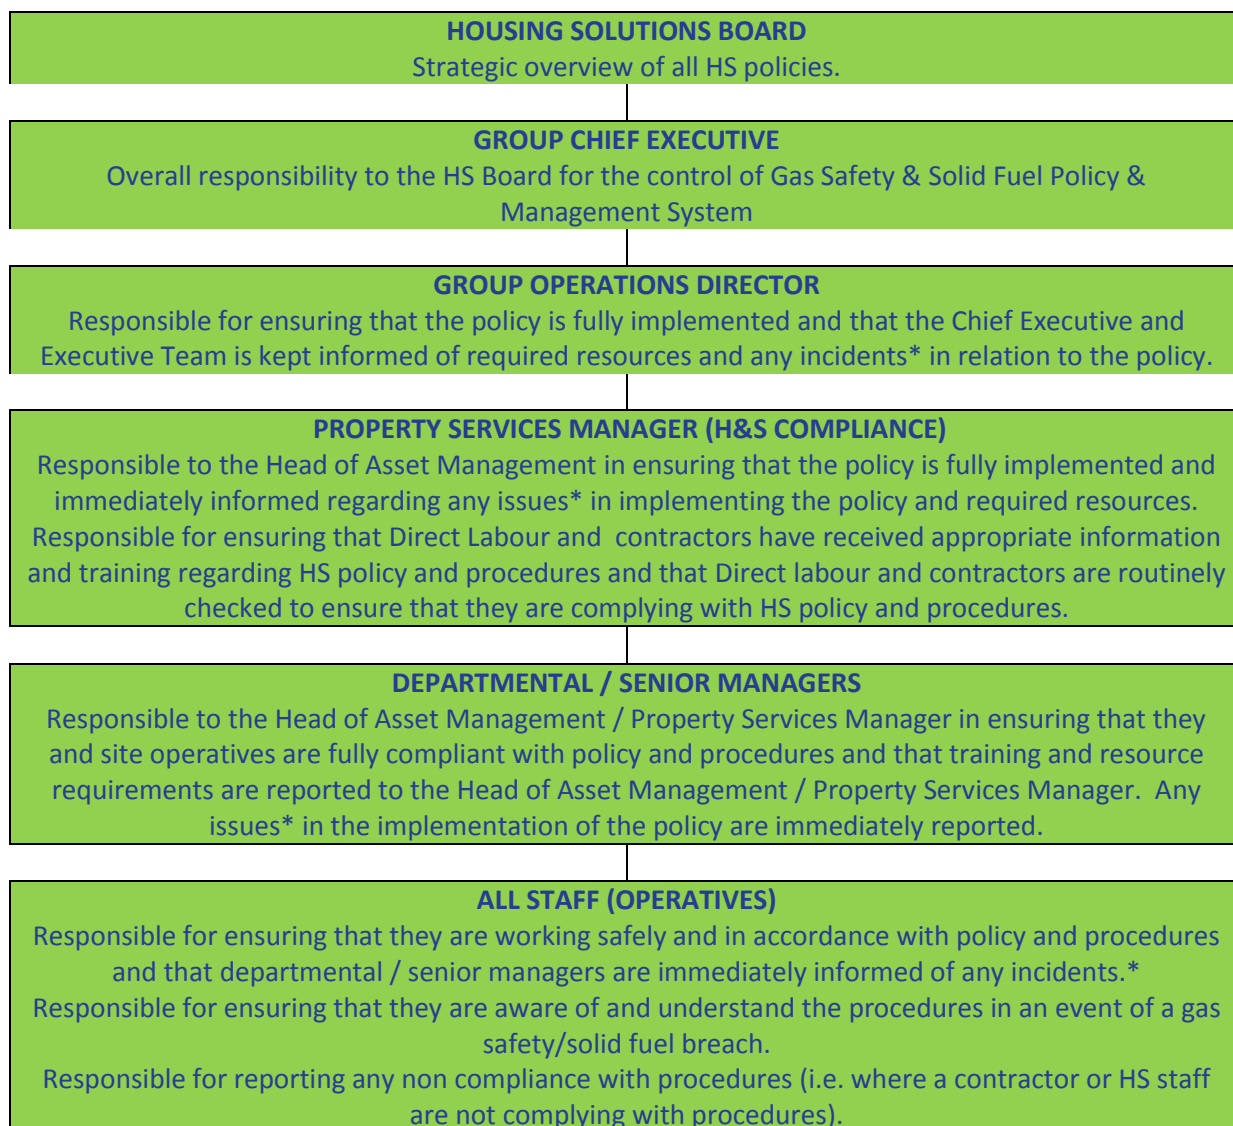 HOUSING SOLUTIONS BOARD
Strategic overview of all HS policies.
GROUP CHIEF EXECUTIVE
Overall responsibility to the HS Board for the control of Gas Safety & Solid Fuel Policy &
Management System
GROUP OPERATIONS DIRECTOR
Responsible for ensuring that the policy is fully implemented and that the Chief Executive and
Executive Team is kept informed of required resources and any incidents* in relation to the policy.
PROPERTY SERVICES MANAGER (H&S COMPLIANCE)
Responsible to the Head of Asset Management in ensuring that the policy is fully implemented and
immediately informed regarding any issues* in implementing the policy and required resources.
Responsible for ensuring that Direct Labour and  contractors have received appropriate information
and training regarding HS policy and procedures and that Direct labour and contractors are routinely
checked to ensure that they are complying with HS policy and procedures.
DEPARTMENTAL / SENIOR MANAGERS
Responsible to the Head of Asset Management / Property Services Manager in ensuring that they
and site operatives are fully compliant with policy and procedures and that training and resource
requirements are reported to the Head of Asset Management / Property Services Manager.  Any
issues* in the implementation of the policy are immediately reported.
ALL STAFF (OPERATIVES)
Responsible for ensuring that they are working safely and in accordance with policy and procedures
and that departmental / senior managers are immediately informed of any incidents.*
Responsible for ensuring that they are aware of and understand the procedures in an event of a gas
safety/solid fuel breach.
Responsible for reporting any non compliance with procedures (i.e. where a contractor or HS staff
are not complying with procedures).